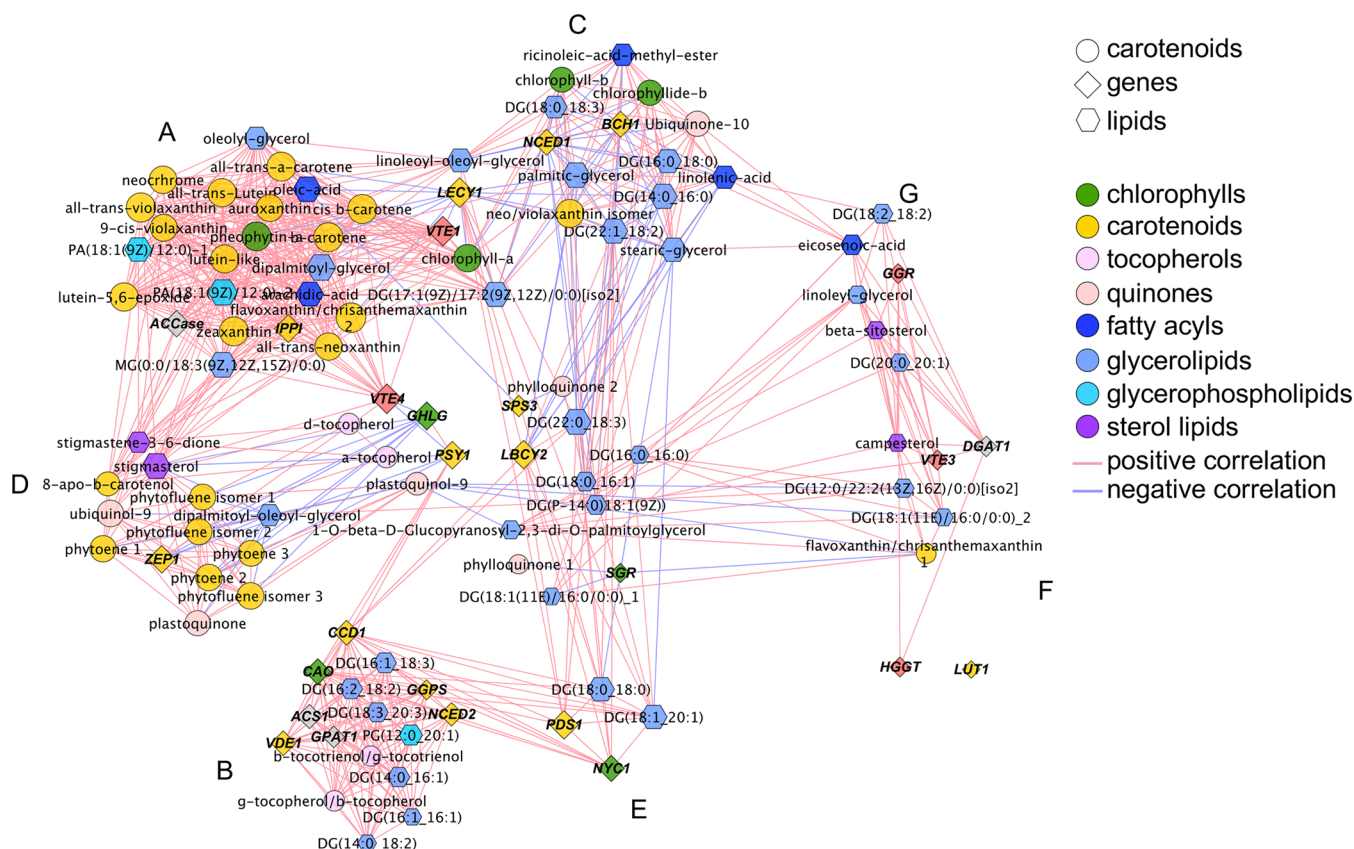 C
ricinoleic-acid-methyl-ester
carotenoids
chlorophyll-b
genes
chlorophyllide-b
DG(18:0_18:3)
lipids
BCH1
Ubiquinone-10
A
oleolyl-glycerol
NCED1
linoleoyl-oleoyl-glycerol
DG(16:0_18:0)
all-trans-a-carotene
palmitic-glycerol
linolenic-acid
neocrhrome
all-trans-Lutein
oleic-acid
LECY1
DG(14:0_16:0)
G
chlorophylls
all-trans-violaxanthin
auroxanthin
cis b-carotene
neo/violaxanthin isomer
DG(18:2_18:2)
carotenoids
9-cis-violaxanthin
VTE1
DG(22:1_18:2)
pheophytin-a
b-carotene
eicosenoic-acid
PA(18:1(9Z)/12:0)-1
stearic-glycerol
tocopherols
lutein-like
chlorophyll-a
dipalmitoyl-glycerol
GGR
quinones
PA(18:1(9Z)/12:0)-2
arachidic-acid
DG(17:1(9Z)/17:2(9Z,12Z)/0:0)[iso2]
linoleyl-glycerol
lutein-5,6-epoxide
flavoxanthin/chrisanthemaxanthin
2
fatty acyls
ACCase
zeaxanthin
IPPI
beta-sitosterol
all-trans-neoxanthin
glycerolipids
MG(0:0/18:3(9Z,12Z,15Z)/0:0)
DG(20:0_20:1)
phylloquinone 2
glycerophospholipids
VTE4
SPS3
GHLG
d-tocopherol
DG(22:0_18:3)
sterol lipids
stigmastene-3-6-dione
campesterol
DGAT1
a-tocopherol
PSY1
LBCY2
DG(16:0_16:0)
VTE3
positive correlation
stigmasterol
D
8-apo-b-carotenol
plastoquinol-9
DG(18:0_16:1)
DG(12:0/22:2(13Z,16Z)/0:0)[iso2]
negative correlation
phytofluene isomer 1
DG(P-14:0)18:1(9Z))
ubiquinol-9
dipalmitoyl-oleoyl-glycerol
DG(18:1(11E)/16:0/0:0)_2
phytofluene isomer 2
1-O-beta-D-Glucopyranosyl-2,3-di-O-palmitoylglycerol
phytoene 1
phytoene 3
flavoxanthin/chrisanthemaxanthin
1
ZEP1
phylloquinone 1
SGR
phytoene 2
F
phytofluene isomer 3
DG(18:1(11E)/16:0/0:0)_1
plastoquinone
CCD1
DG(16:1_18:3)
CAO
HGGT
LUT1
DG(16:2_18:2)
GGPS
DG(18:0_18:0)
ACS1
DG(18:3_20:3)
NCED2
DG(18:1_20:1)
PDS1
GPAT1
PG(12:0_20:1)
VDE1
b-tocotrienol/g-tocotrienol
B
DG(14:0_16:1)
NYC1
g-tocopherol/b-tocopherol
E
DG(16:1_16:1)
DG(14:0_18:2)